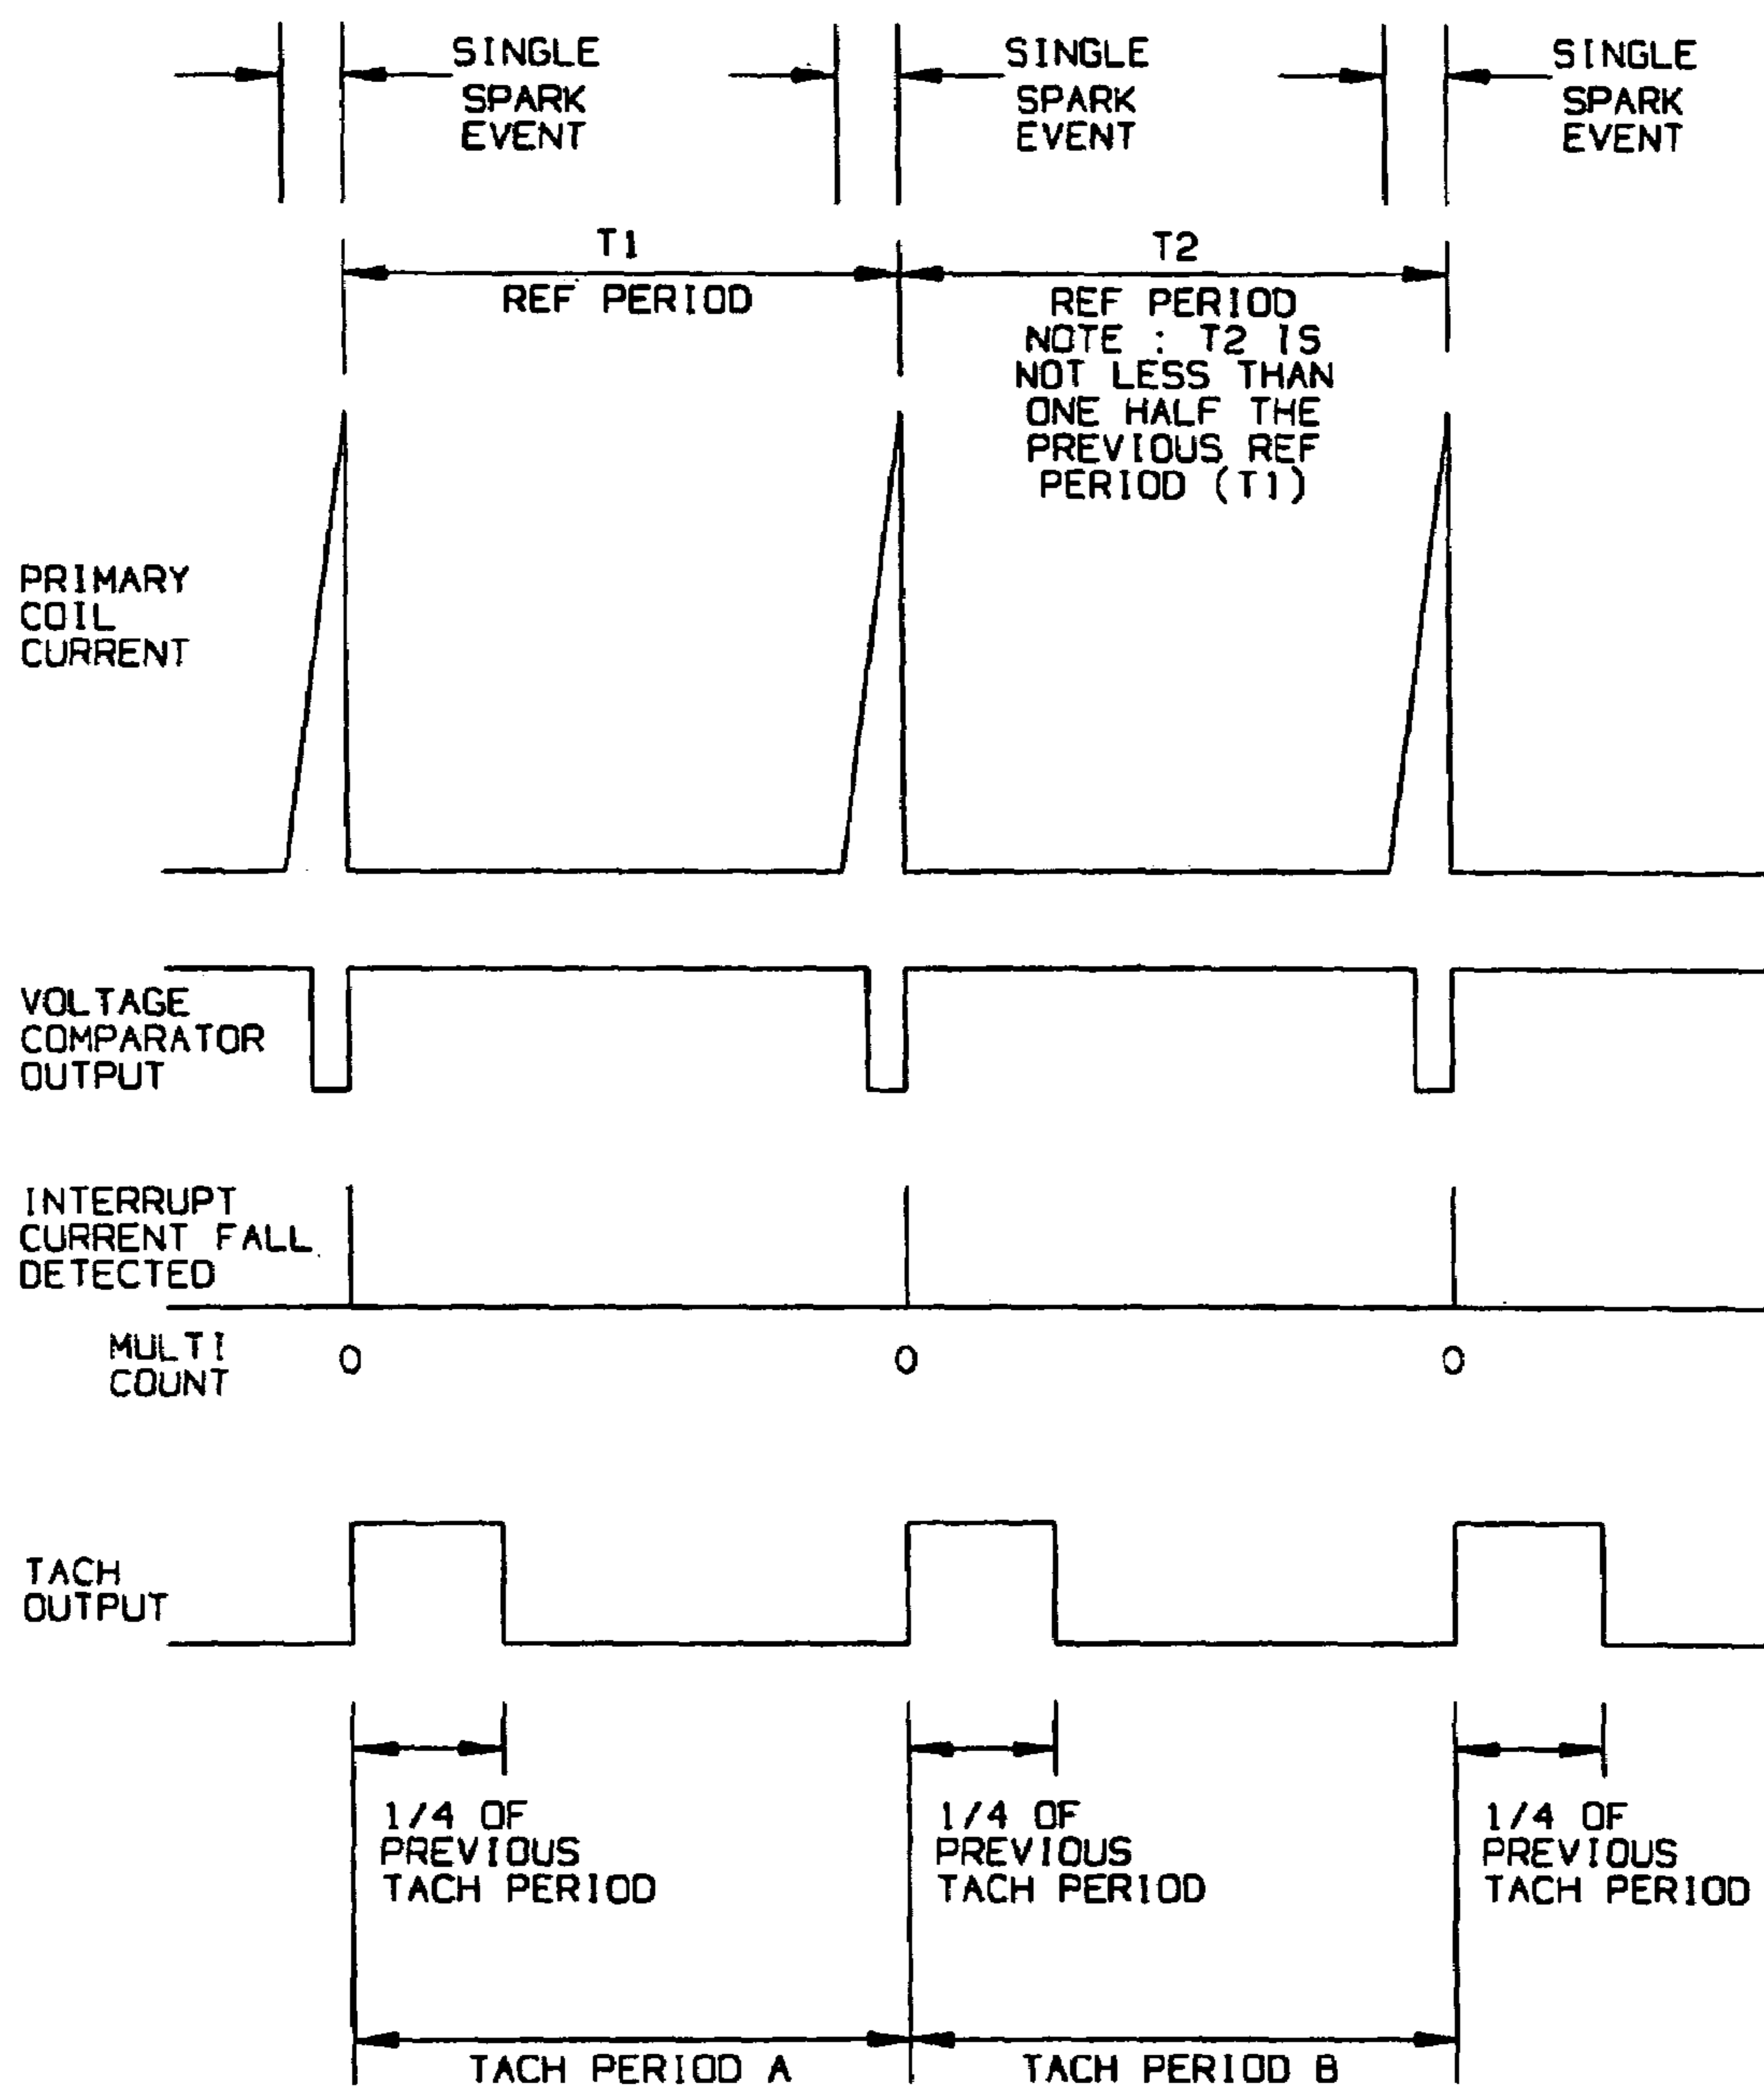 SINGLE
SPARK
EVENT
SINGLE
SPARK
EVENT
SINGLE
SPARK
EVENT
T1
REF PERIOD
T2
REF PERIOD
NOTE : T2 IS
NOT LESS THAN
ONE HALF THE
PREVIOUS REF
PERIOD (T1)
PRIMARY
COIL
CURRENT
VOLTAGE
COMPARATOR
OUTPUT
INTERRUPT
CURRENT FALL
DETECTED
MULTI
COUNT
0 0 0
TACH
OUTPUT
1/4 OF
PREVIOUS
TACH PERIOD
1/4 OF
PREVIOUS
TACH PERIOD
1/4 OF
PREVIOUS
TACH PERIOD
TACH PERIOD A
TACH PERIOD B